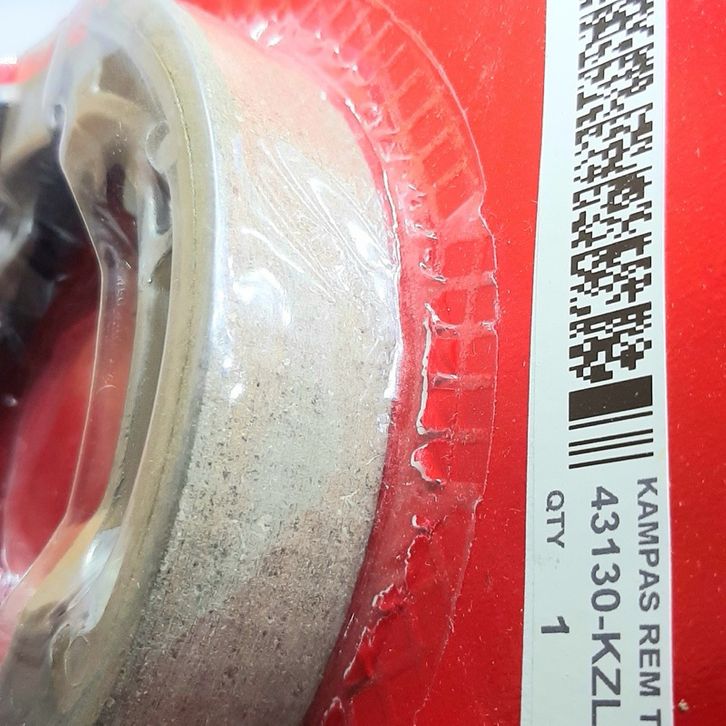 KAMPAS REM T
43130-KZL
QTY
1